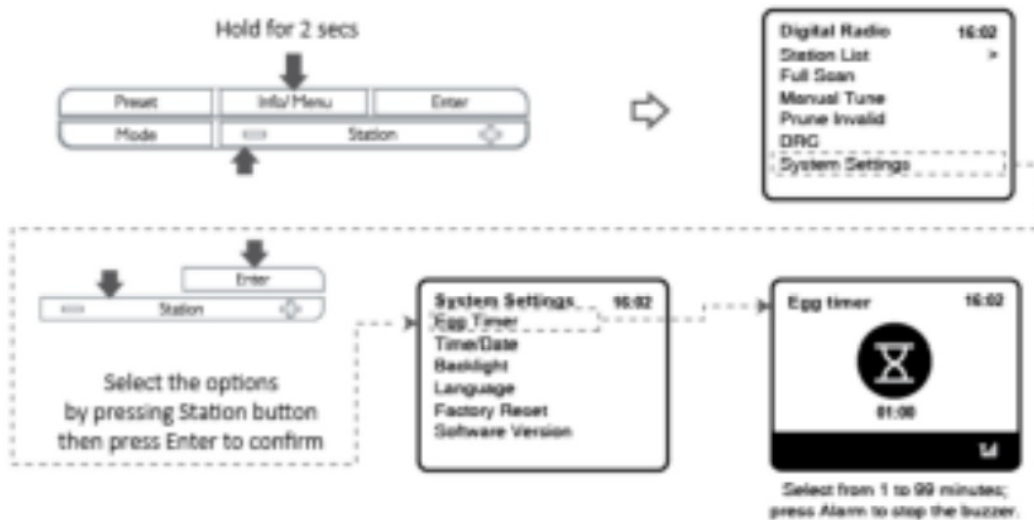 Hold for 2 secs
Preset Info/ Menu Enter
Mode Station
Digital Radio 16:02
Station List >
Full Scan
Manual Tune
Prune Invalid
DRC
System Settings
Enter
Station
Select the options
by pressing Station button
then press Enter to confirm
System Settings 16:02
Egg Timer
Time/Date
Backlight
Language
Factory Reset
Software Version
Egg timer 16:02
01:00
Select from 1 to 99 minutes;
press Alarm to stop the buzzer.